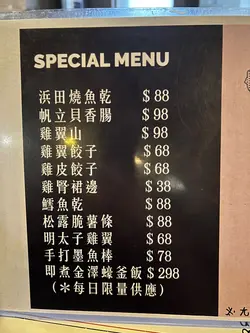 SPECIAL MENU
浜田燒魚乾 $88
帆立貝香腸 $98
雞翼山 $98
雞翼餃子 $68
雞皮餃子 $68
雞腎裙邊 $38
鱈魚乾 $88
松露脆薯條 $88
明太子雞翼 $68
手打墨魚棒 $78
即煮金澤蠔釜飯 $298
(＊每日限量供應)